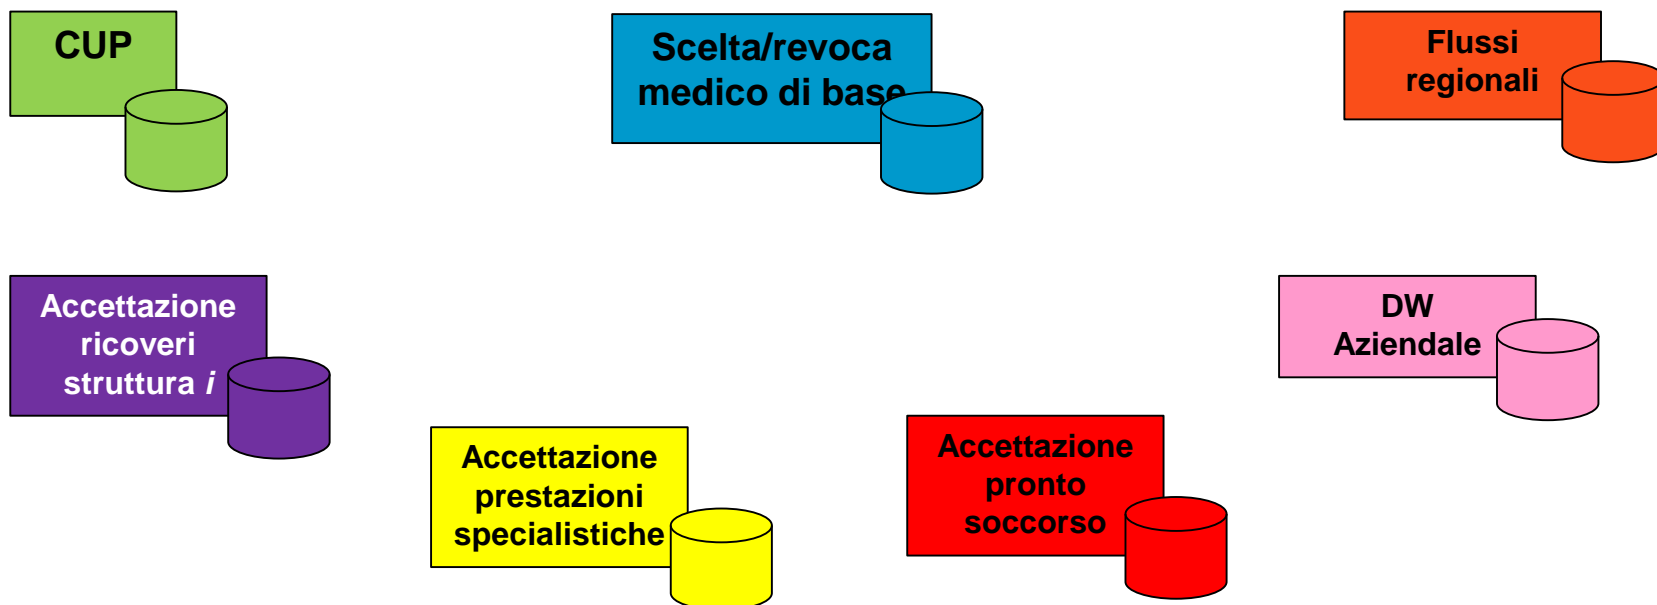 CUP
Scelta/revoca
medico di base
Flussi
regionali
Accettazione
ricoveri
struttura i
DW
Aziendale
Accettazione
prestazioni
specialistiche
Accettazione
pronto
soccorso